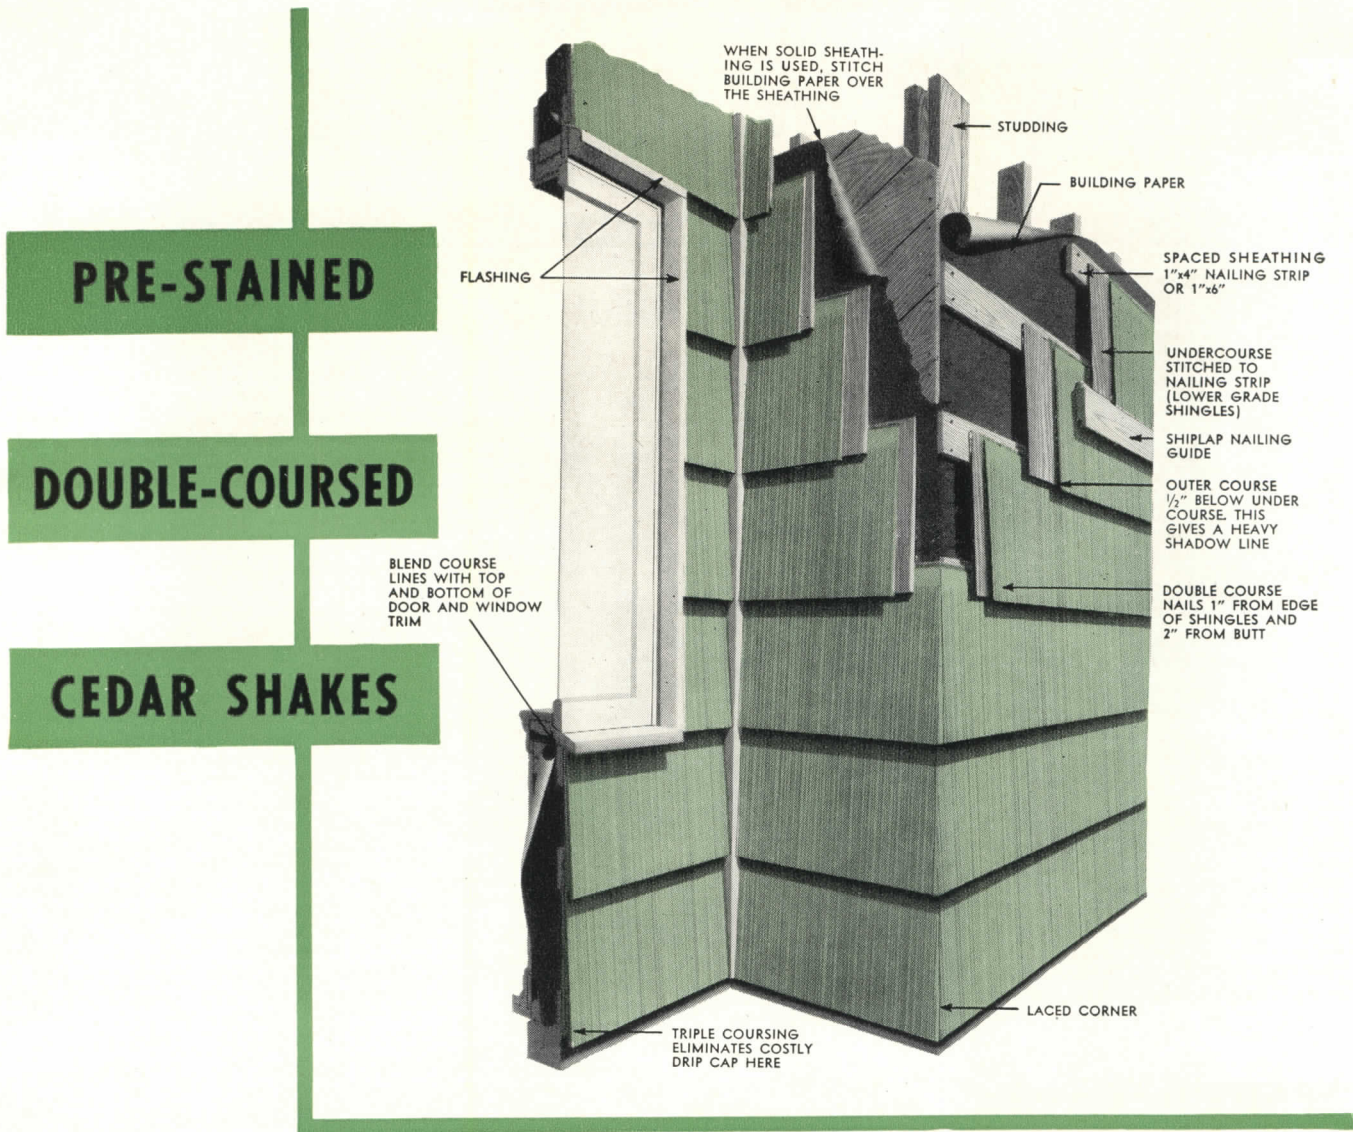 PRE-STAINED
DOUBLE-COURSED
CEDAR SHAKES
WHEN SOLID SHEATH-
ING IS USED, STITCH
BUILDING PAPER OVER
THE SHEATHING
STUDDING
BUILDING PAPER
FLASHING
SPACED SHEATHING
1"x4" NAILING STRIP
OR 1"x6"
UNDERCOURSE
STITCHED TO
NAILING STRIP
(LOWER GRADE
SHINGLES)
SHIPLAP NAILING
GUIDE
OUTER COURSE
½" BELOW UNDER
COURSE. THIS
GIVES A HEAVY
SHADOW LINE
BLEND COURSE
LINES WITH TOP
AND BOTTOM OF
DOOR AND WINDOW
TRIM
DOUBLE COURSE
NAILS 1" FROM EDGE
OF SHINGLES AND
2" FROM BUTT
LACED CORNER
TRIPLE COURSING
ELIMINATES COSTLY
DRIP CAP HERE